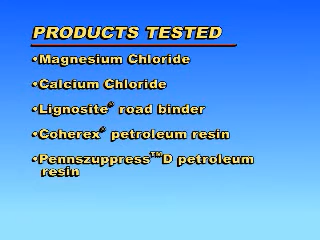 PRODUCTS TESTED
•Magnesium Chloride
•Calcium Chloride
•Lignosite® road binder
•Coherex® petroleum resin
•Pennszuppress™D petroleum
resin